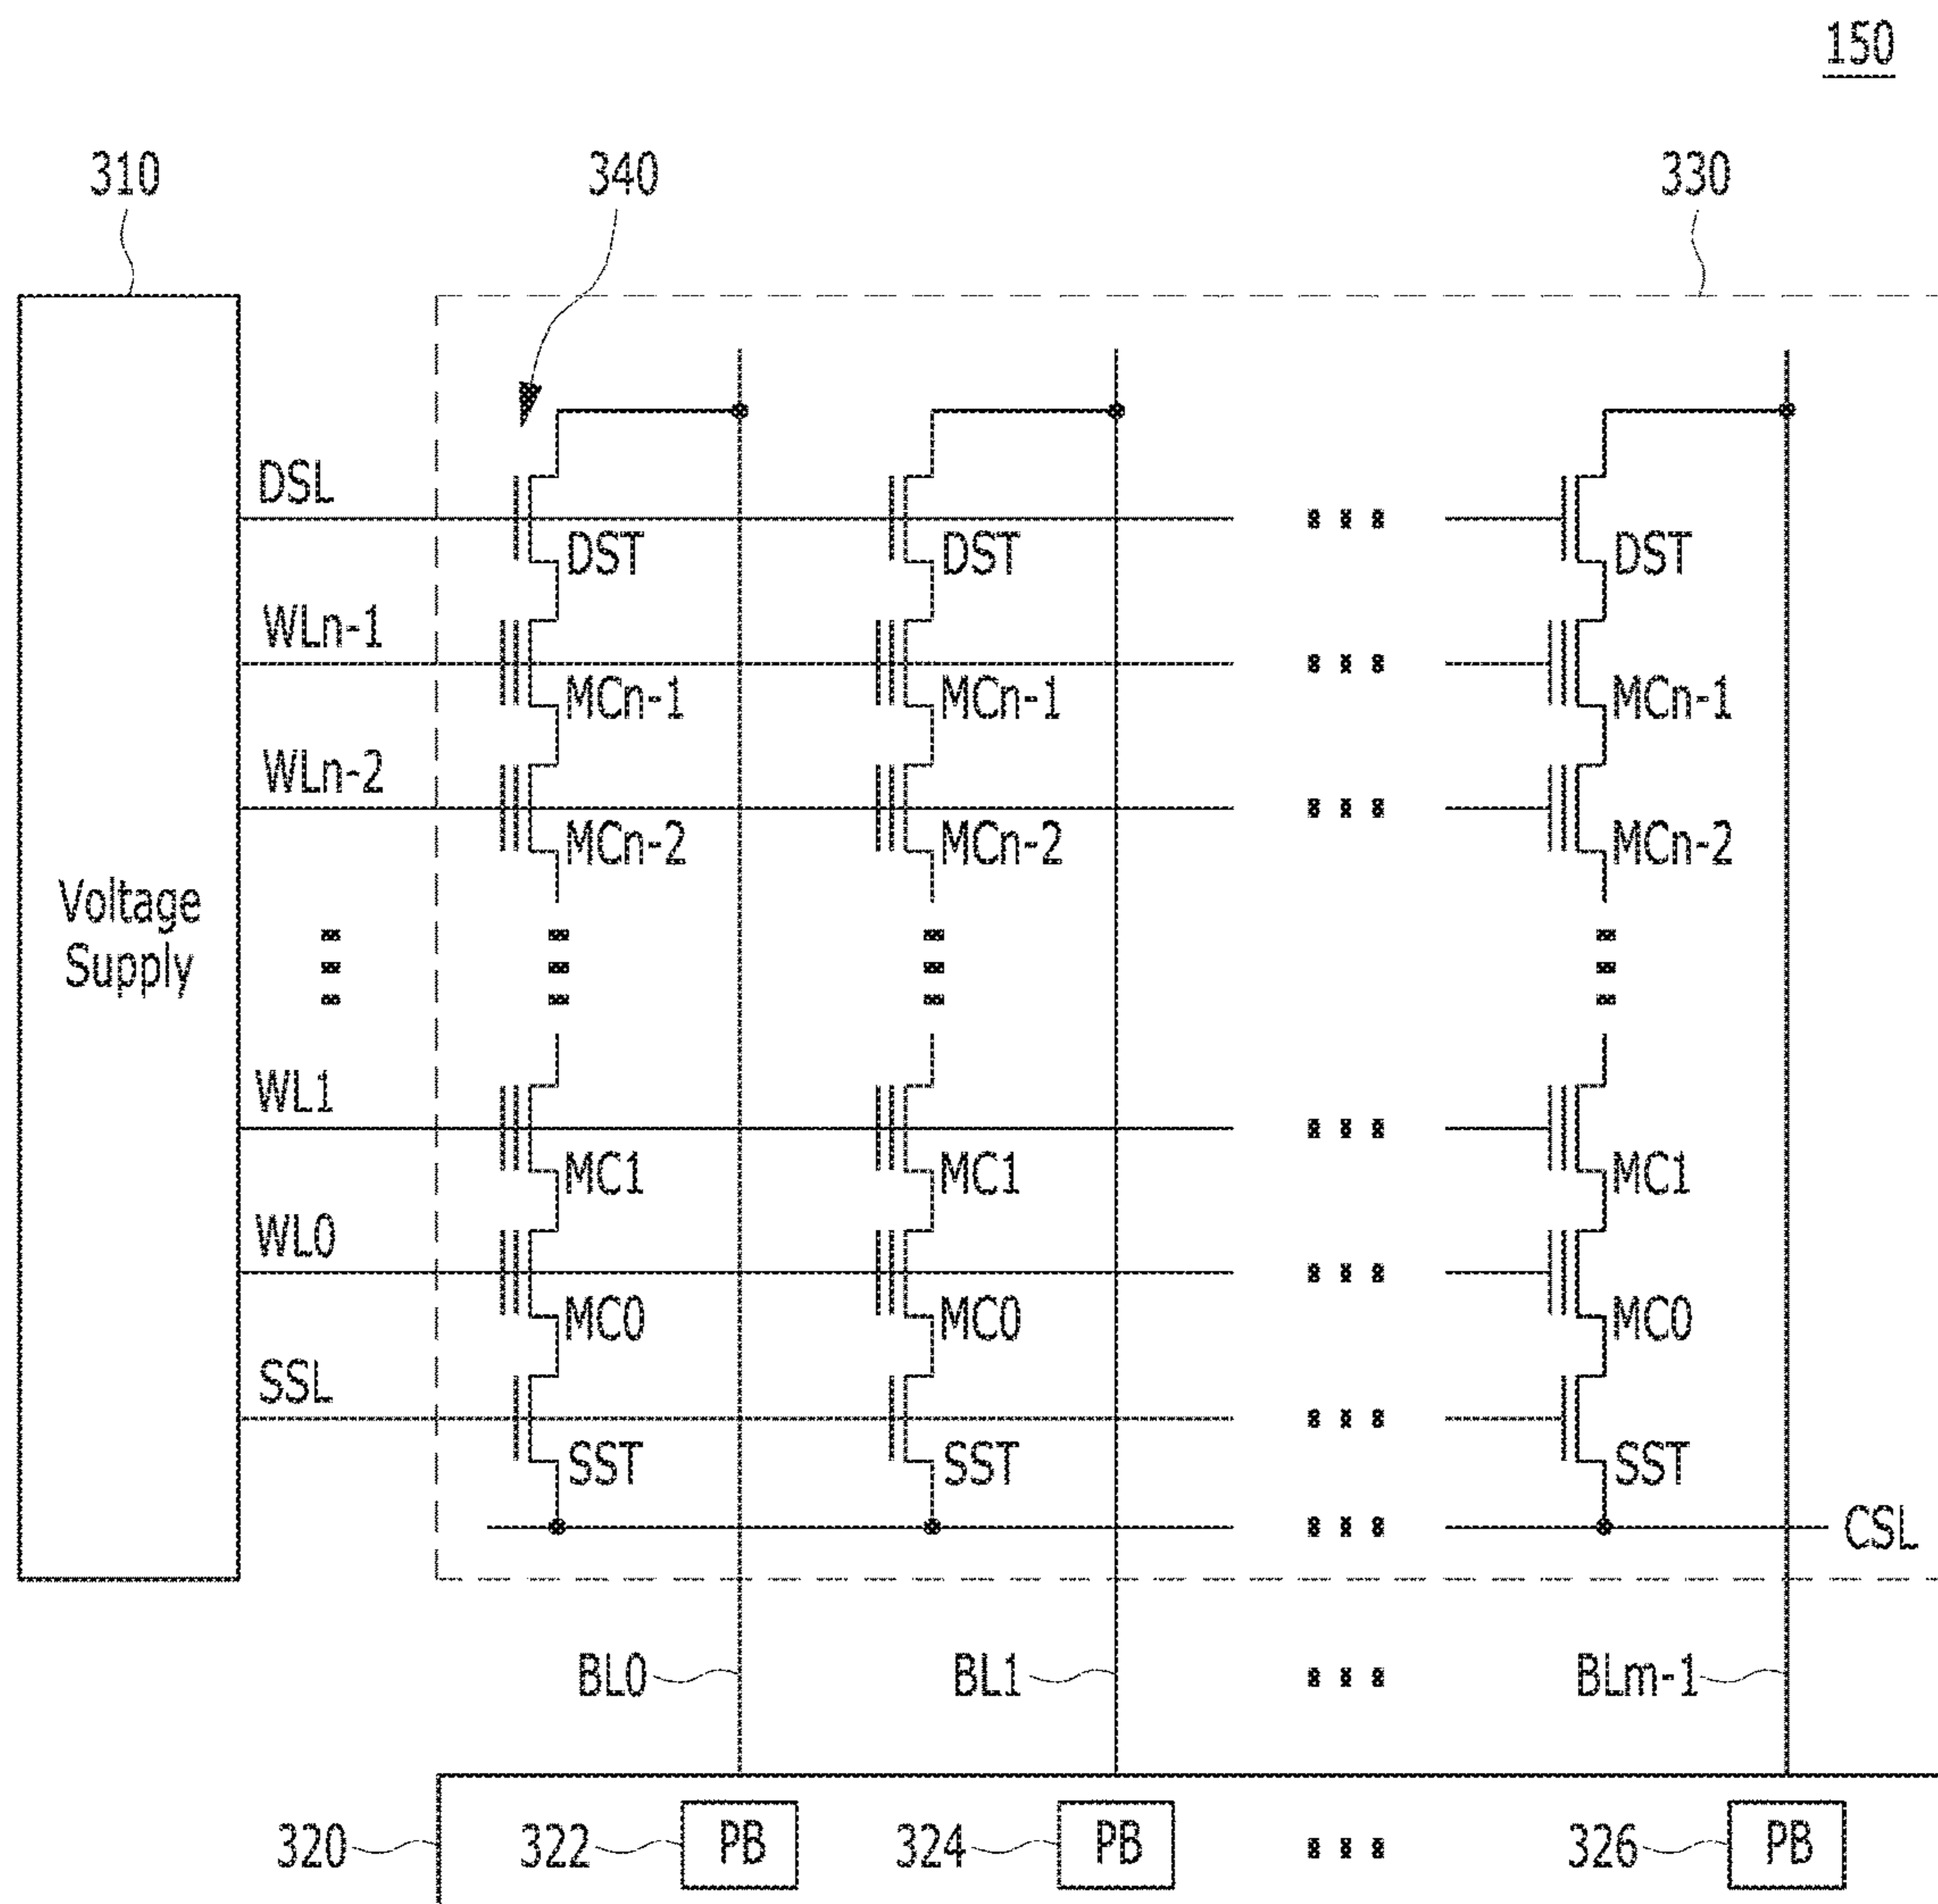 150
310 340 330
DSL
DST DST DST
WLn-1
MCn-1 MCn-1 MCn-1
WLn-2
MCn-2 MCn-2 MCn-2
Voltage
Supply
WL1
MC1 MC1 MC1
WL0
MC0 MC0 MC0
SSL
SST SST SST
CSL
BL0 BL1 BLm-1
320 322 PB 324 PB 326 PB